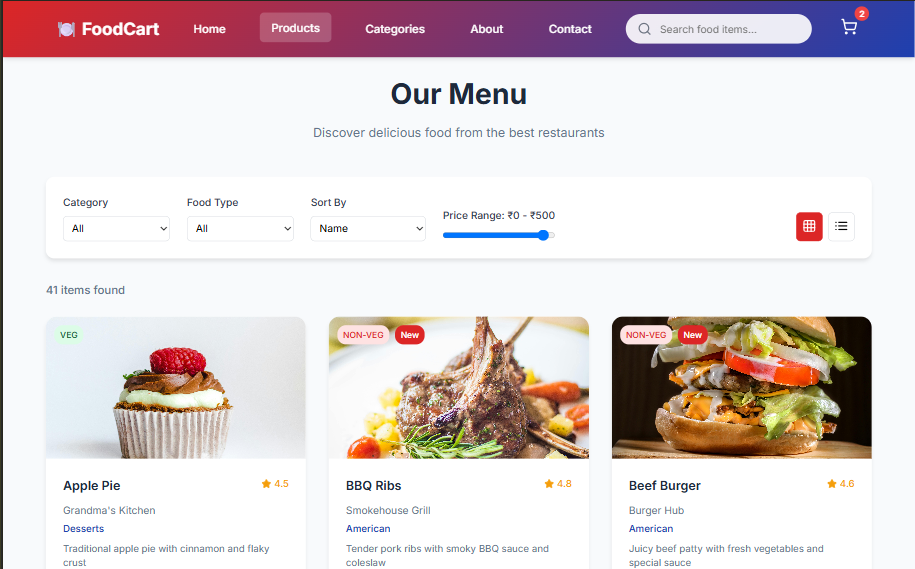 FoodCart
Home
Products
Categories
About
Contact
Search food items...
2
Our Menu
Discover delicious food from the best restaurants
Category
All
Food Type
All
Sort By
Name
Price Range: ₹0 - ₹500
41 items found
VEG
Apple Pie
4.5
Grandma's Kitchen
Desserts
Traditional apple pie with cinnamon and flaky
crust
NON-VEG
New
BBQ Ribs
4.8
Smokehouse Grill
American
Tender pork ribs with smoky BBQ sauce and
coleslaw
NON-VEG
New
Beef Burger
4.6
Burger Hub
American
Juicy beef patty with fresh vegetables and
special sauce